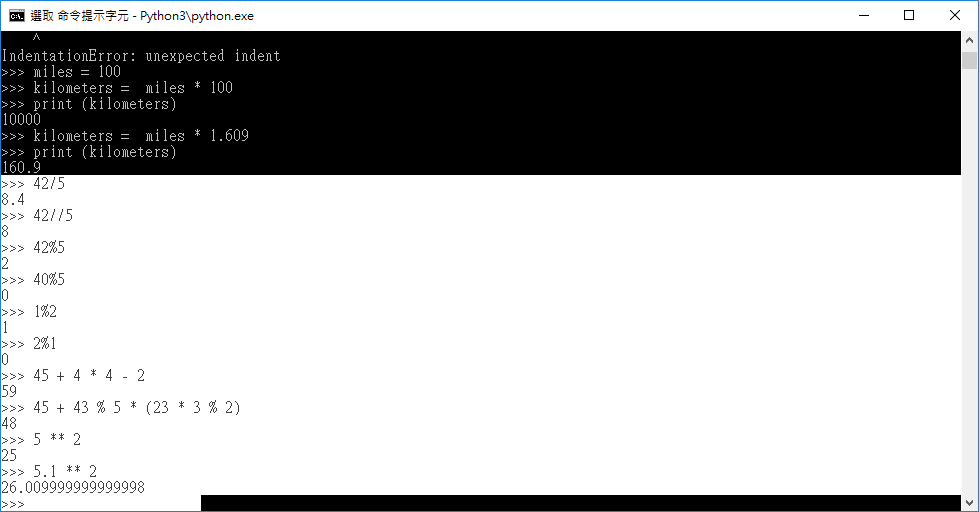 選取 命令提示字元 - Python3\python.exe
^
IndentationError: unexpected indent
>>> miles = 100
>>> kilometers =  miles * 100
>>> print (kilometers)
10000
>>> kilometers =  miles * 1.609
>>> print (kilometers)
160.9
>>> 42/5
8.4
>>> 42//5
8
>>> 42%5
2
>>> 40%5
0
>>> 1%2
1
>>> 2%1
0
>>> 45 + 4 * 4 - 2
59
>>> 45 + 43 % 5 * (23 * 3 % 2)
48
>>> 5 ** 2
25
>>> 5.1 ** 2
26.009999999999998
>>>